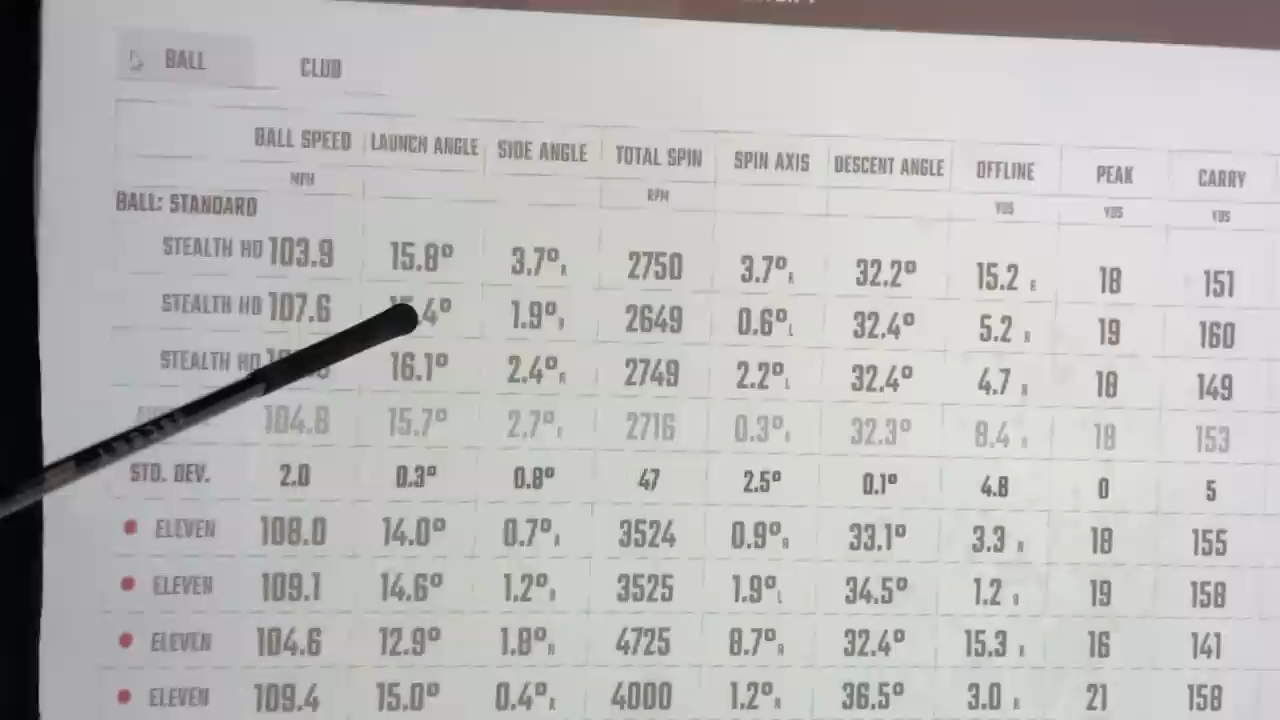 BALL CLUB
BALL SPEED LAUNCH ANGLE SIDE ANGLE TOTAL SPIN SPIN AXIS DESCENT ANGLE OFFLINE PEAK CARRY
MPH RPM YDS YDS YDS
BALL: STANDARD
STEALTH HD 103.9 15.8° 3.7° R 2750 3.7° R 32.2° 15.2 R 18 151
STEALTH HD 107.6 .4° 1.9° R 2649 0.6° L 32.4° 5.2 R 19 160
STEALTH HD 16.1° 2.4° R 2749 2.2° L 32.4° 4.7 R 18 149
104.8 15.7° 2.7° 2716 0.3° 32.3° 8.4 18 153
STD. DEV. 2.0 0.3° 0.8° 47 2.5° 0.1° 4.8 0 5
ELEVEN 108.0 14.0° 0.7° 3524 0.9° R 33.1° 3.3 R 18 155
ELEVEN 109.1 14.6° 1.2° 3525 1.9° L 34.5° 1.2 19 158
ELEVEN 104.6 12.9° 1.8° R 4725 8.7° R 32.4° 15.3 16 141
ELEVEN 109.4 15.0° 0.4° 4000 1.2° R 36.5° 3.0 21 158